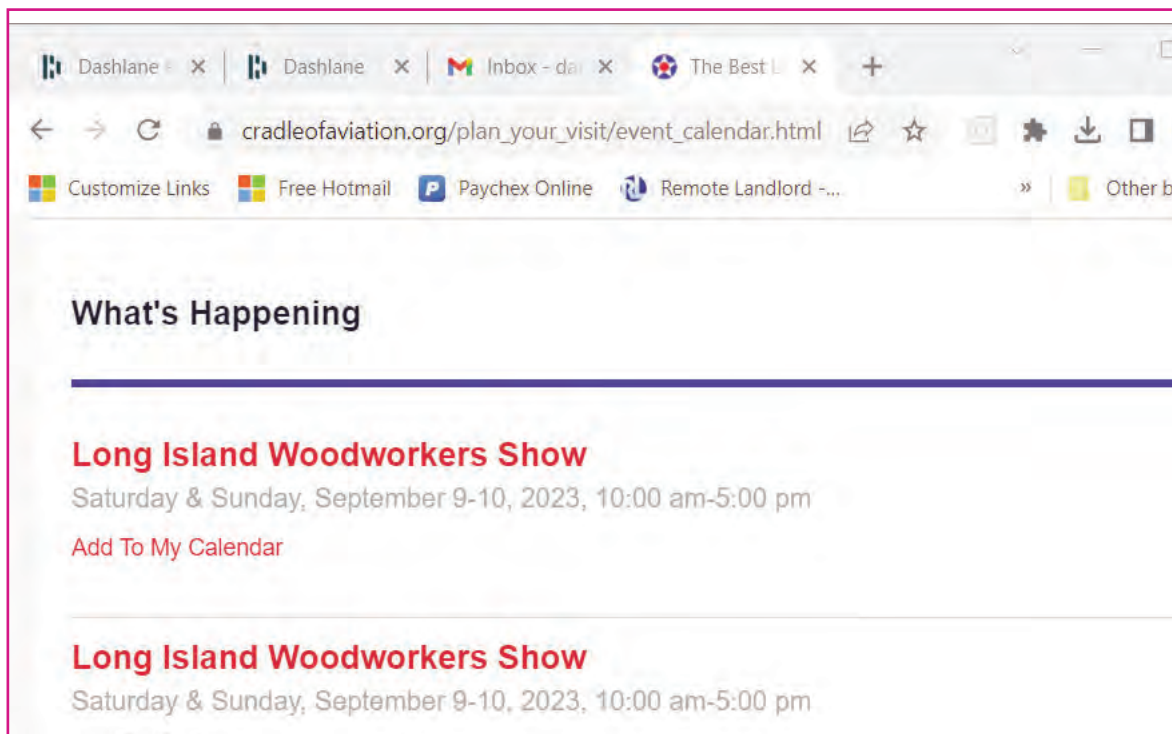 Dashlane Dashlane Inbox - da The Best L
cradleofaviation.org/plan_your_visit/event_calendar.html
Customize Links Free Hotmail Paychex Online Remote Landlord -... » Other b
What's Happening
Long Island Woodworkers Show
Saturday & Sunday, September 9-10, 2023, 10:00 am-5:00 pm
Add To My Calendar
Long Island Woodworkers Show
Saturday & Sunday, September 9-10, 2023, 10:00 am-5:00 pm